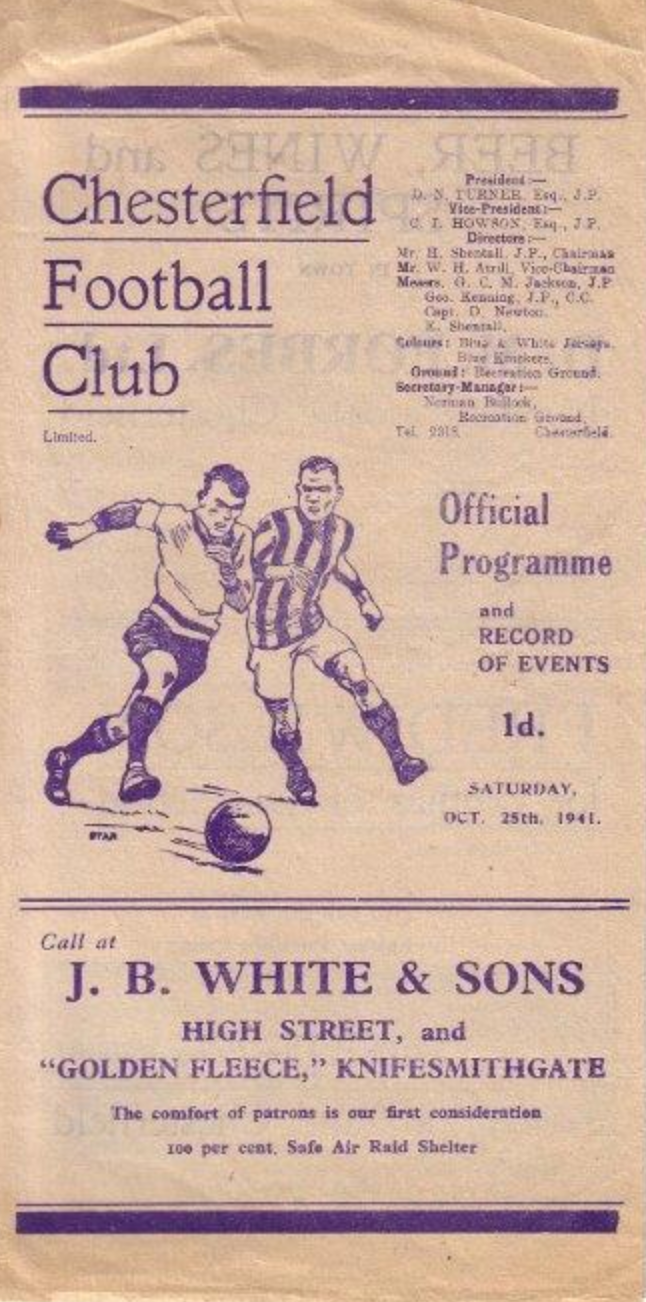 Chesterfield
Football
Club
Limited.
President :—
D. N. TURNER, Esq., J.P.
Vice-President :—
C. J. HOWSON, Esq., J.P.
Directors :—
Mr. H. Shentall, J.P., Chairman
Mr. W. H. Atrill, Vice-Chairman
Messrs. G. C. M. Jackson, J.P.
Geo. Kenning, J.P., C.C.
Capt. D. Newton.
E. Shentall.
Colours: Blue & White Jerseys.
Blue Knickers.
Ground: Recreation Ground.
Secretary-Manager :—
Norman Bullock,
Recreation Ground,
Tel. 2318. Chesterfield.
Official
Programme
and
RECORD
OF EVENTS
1d.
SATURDAY,
OCT. 25th, 1941.
STAR
Call at
J. B. WHITE & SONS
HIGH STREET, and
“GOLDEN FLEECE,” KNIFESMITHGATE
The comfort of patrons is our first consideration
100 per cent. Safe Air Raid Shelter